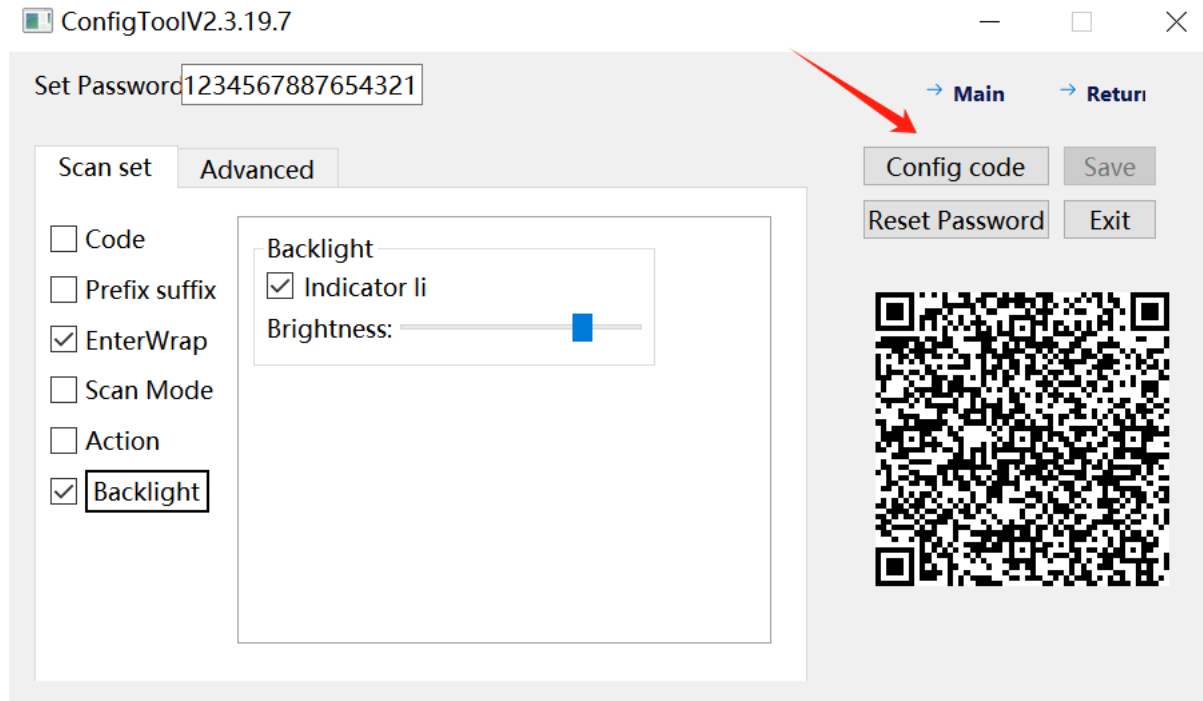 ConfigToolV2.3.19.7
Set Password 1234567887654321
→ Main → Retur
Scan set Advanced
Config code Save
Reset Password Exit
Code
Prefix suffix
EnterWrap
Scan Mode
Action
Backlight
Backlight
Indicator li
Brightness: